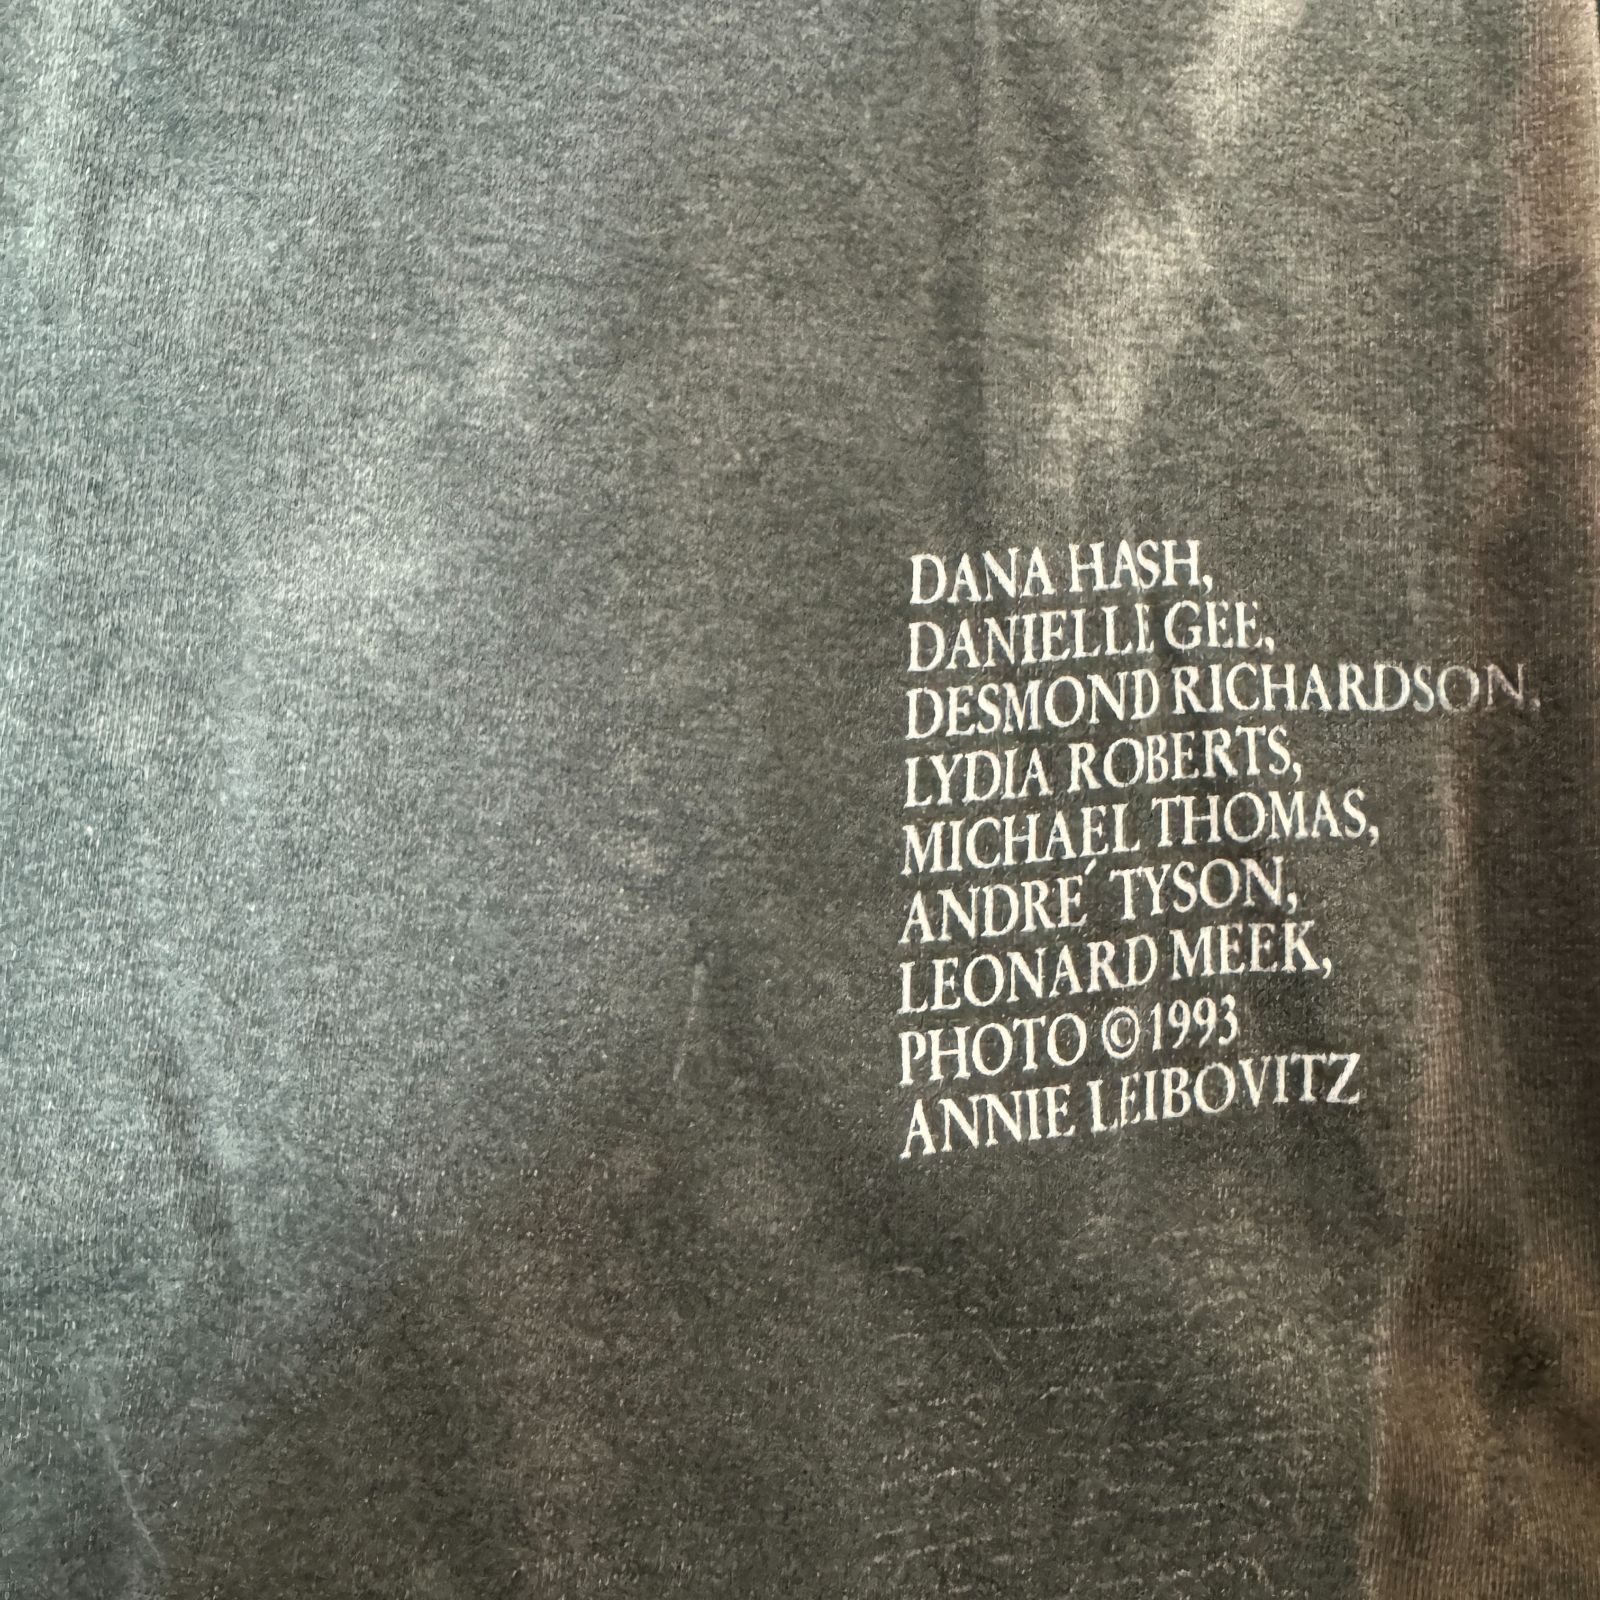 DANA HASH,
DANIELLE GEE,
DESMOND RICHARDSON,
LYDIA ROBERTS,
MICHAEL THOMAS,
ANDRÉ TYSON,
LEONARD MEEK,
PHOTO ©1993
ANNIE LEIBOVITZ